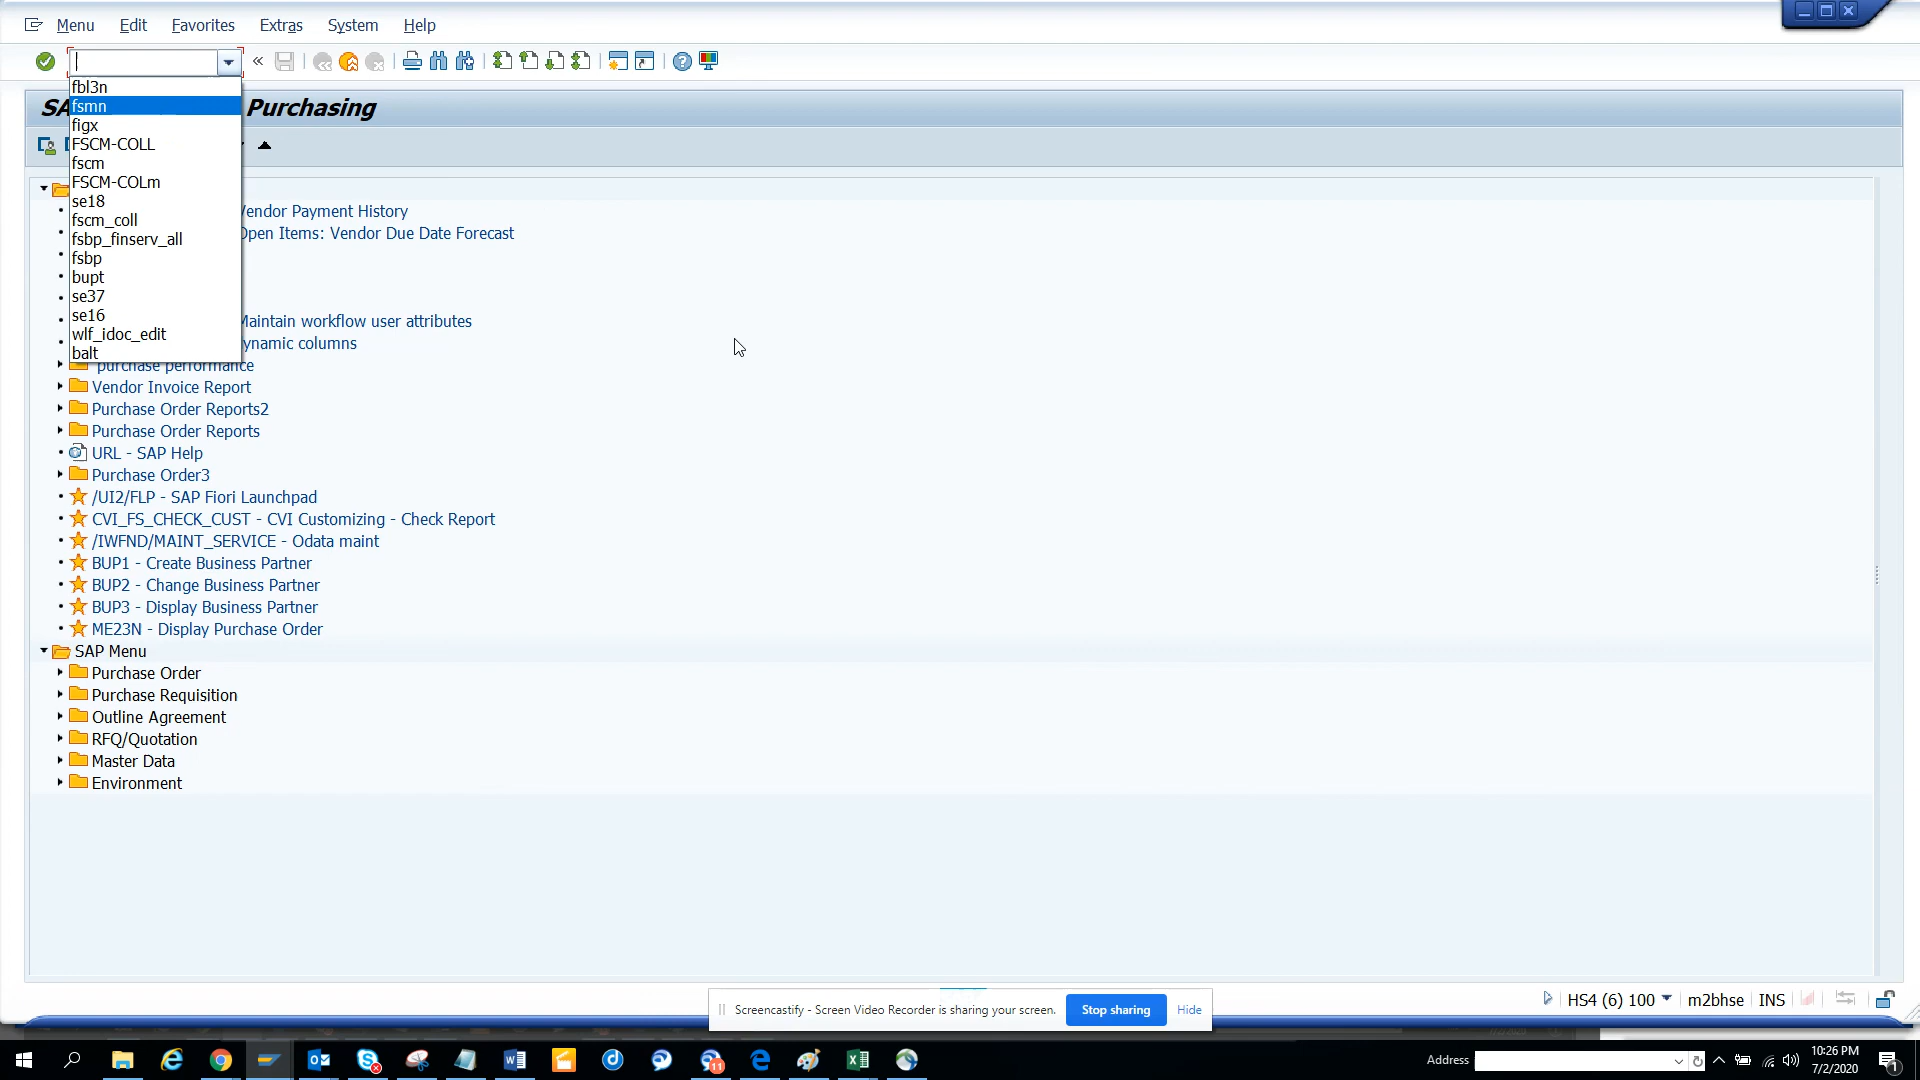 Menu Edit Favorites Extras System Help
fbl3n
fsmn
figx
FSCM-COLL
fscm
FSCM-COLm
se18
fscm_coll
fsbp_finserv_all
fsbp
bupt
se37
se16
wlf_idoc_edit
balt
SA Purchasing
Vendor Payment History
Open Items: Vendor Due Date Forecast
Maintain workflow user attributes
ynamic columns
purchase performance
Vendor Invoice Report
Purchase Order Reports2
Purchase Order Reports
URL - SAP Help
Purchase Order3
/UI2/FLP - SAP Fiori Launchpad
CVI_FS_CHECK_CUST - CVI Customizing - Check Report
/IWFND/MAINT_SERVICE - Odata maint
BUP1 - Create Business Partner
BUP2 - Change Business Partner
BUP3 - Display Business Partner
ME23N - Display Purchase Order
SAP Menu
Purchase Order
Purchase Requisition
Outline Agreement
RFQ/Quotation
Master Data
Environment
HS4 (6) 100 m2bhse INS
Screencastify - Screen Video Recorder is sharing your screen. Stop sharing Hide
11
Address
10:26 PM
7/2/2020
1